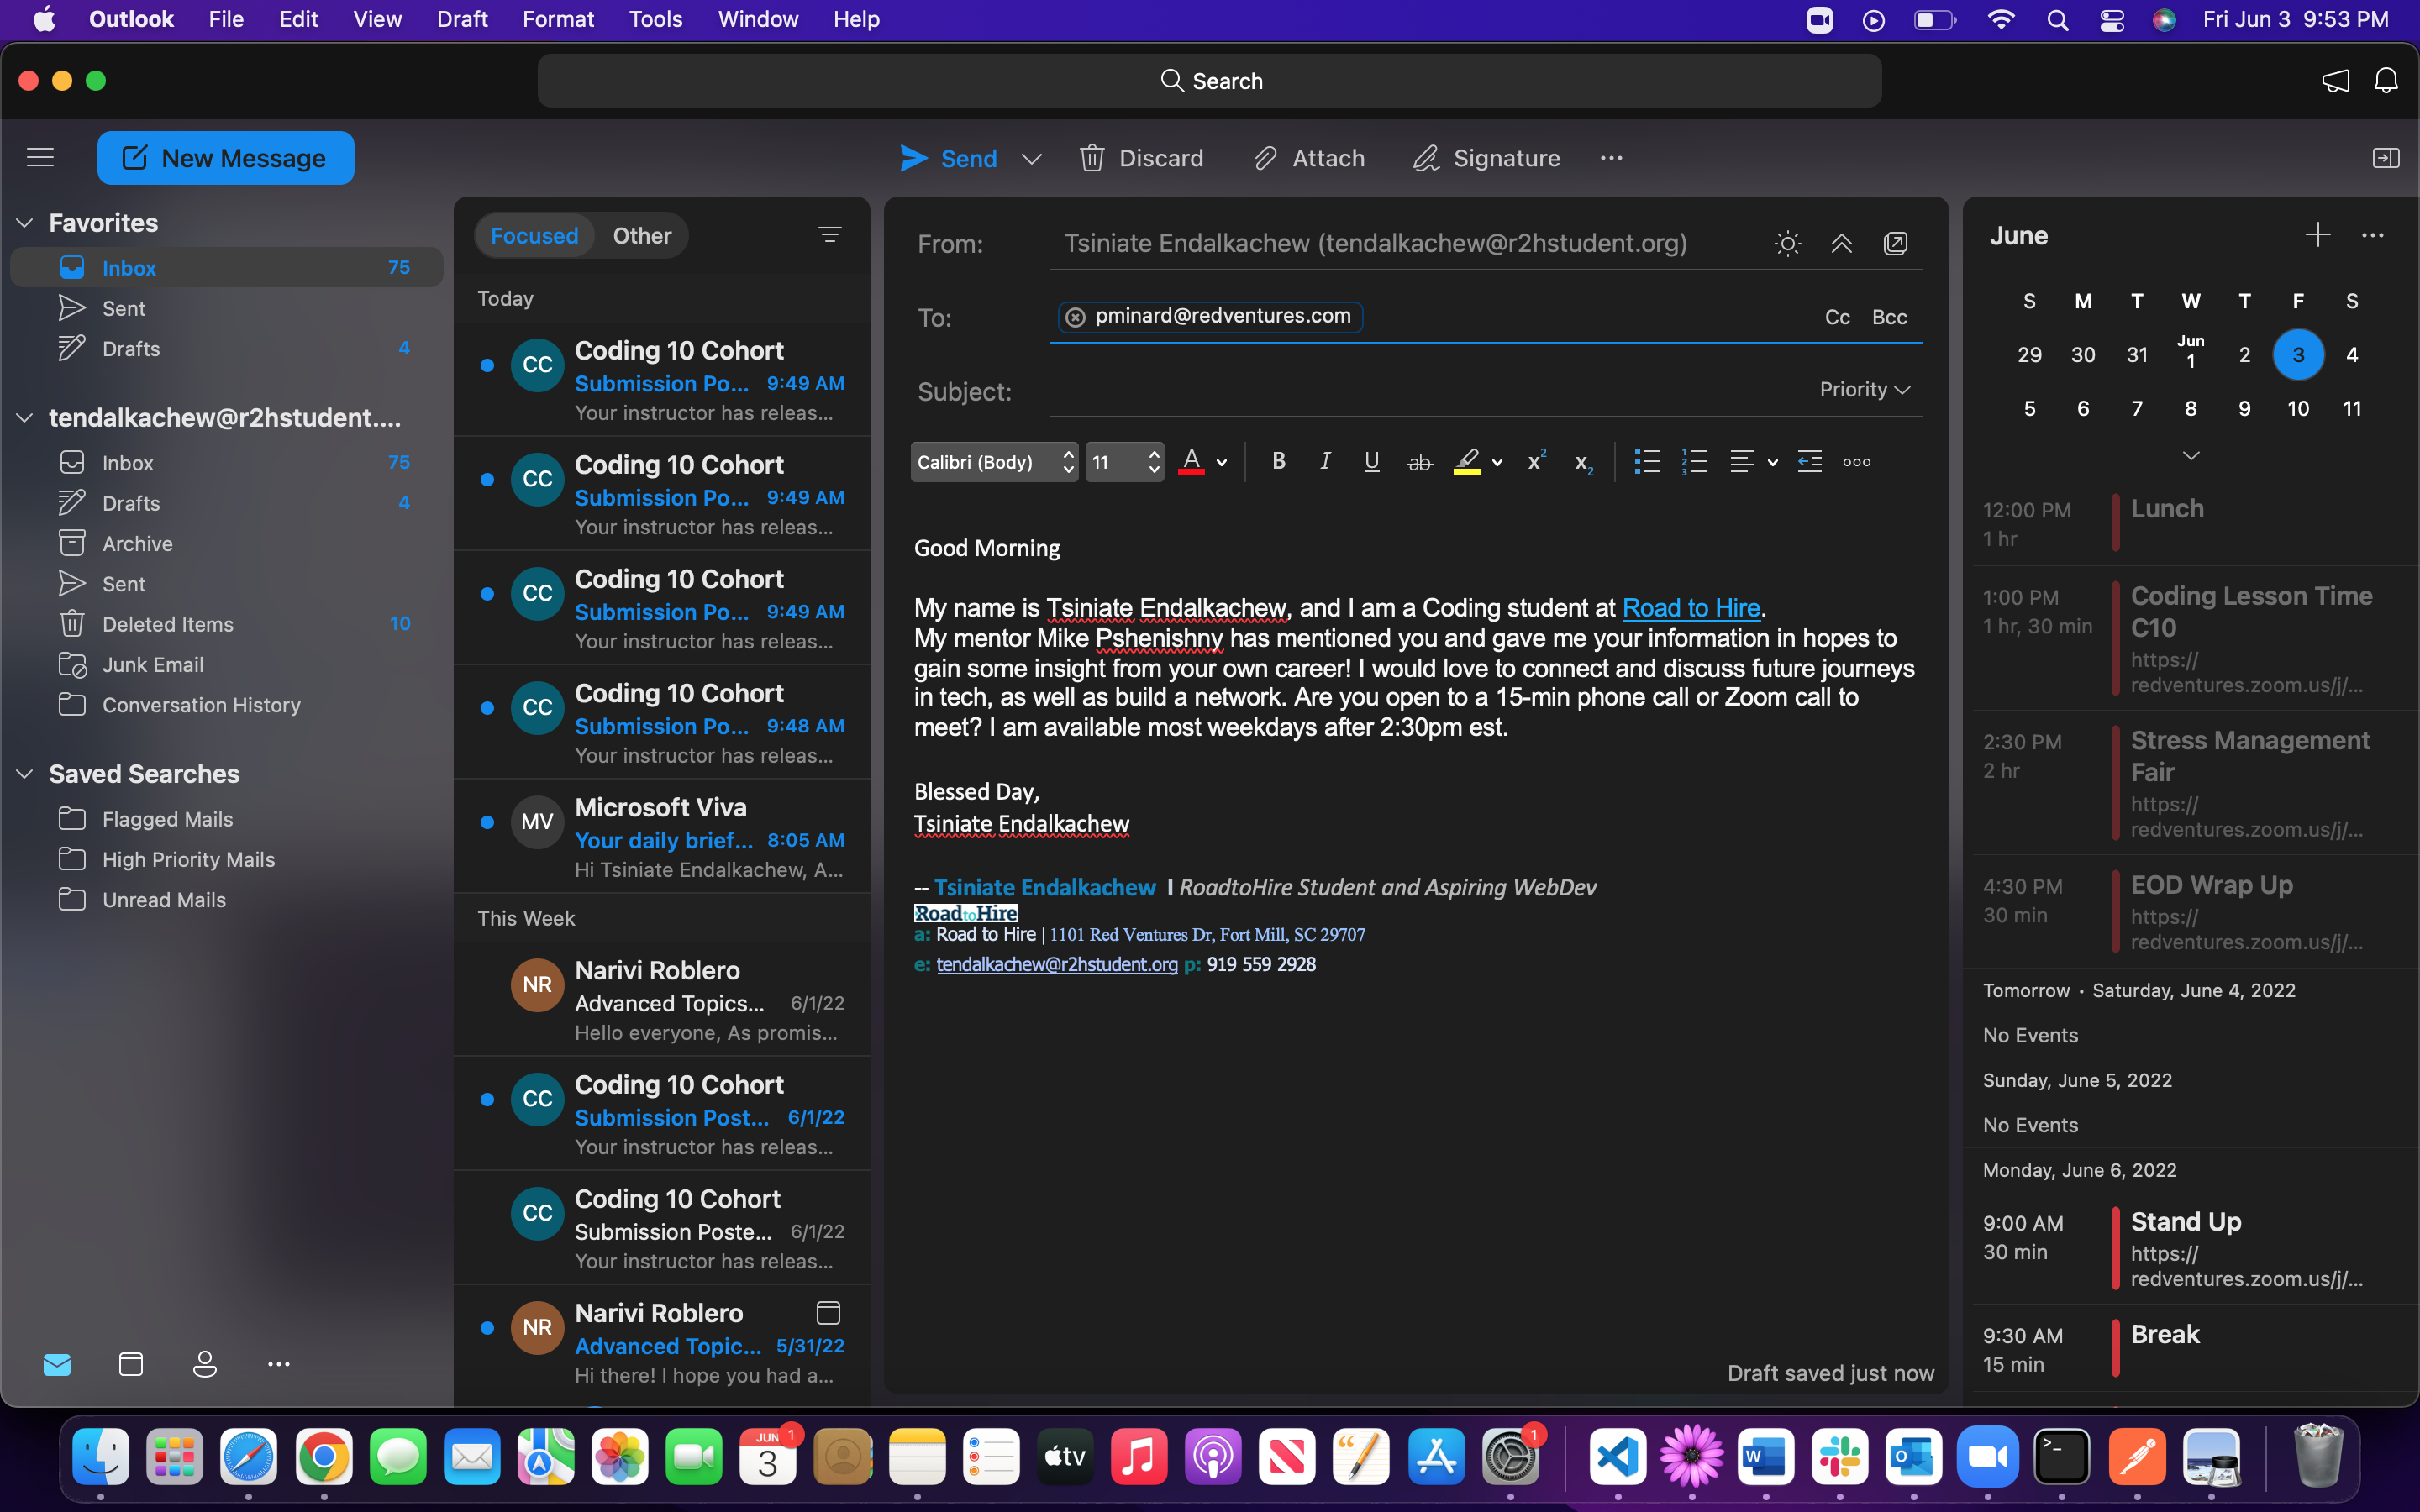 Outlook File Edit View Draft Format Tools Window Help Fri Jun 3 9:53 PM
Search
New Message
Send Discard Attach Signature
Favorites
Inbox 75
Sent
Drafts 4
tendalkachew@r2hstudent....
Inbox 75
Drafts 4
Archive
Sent
Deleted Items 10
Junk Email
Conversation History
Saved Searches
Flagged Mails
High Priority Mails
Unread Mails
Focused Other
Today
CC
Coding 10 Cohort
Submission Po... 9:49 AM
Your instructor has releas...
CC
Coding 10 Cohort
Submission Po... 9:49 AM
Your instructor has releas...
CC
Coding 10 Cohort
Submission Po... 9:49 AM
Your instructor has releas...
CC
Coding 10 Cohort
Submission Po... 9:48 AM
Your instructor has releas...
MV
Microsoft Viva
Your daily brief... 8:05 AM
Hi Tsiniate Endalkachew, A...
This Week
NR
Narivi Roblero
Advanced Topics... 6/1/22
Hello everyone, As promis...
CC
Coding 10 Cohort
Submission Post... 6/1/22
Your instructor has releas...
CC
Coding 10 Cohort
Submission Poste... 6/1/22
Your instructor has releas...
NR
Narivi Roblero
Advanced Topic... 5/31/22
Hi there! I hope you had a...
From: Tsiniate Endalkachew (tendalkachew@r2hstudent.org)
To: pminard@redventures.com Cc Bcc
Subject: Priority
Calibri (Body) 11 A B I U ab x² x₂
Good Morning
My name is Tsiniate Endalkachew, and I am a Coding student at Road to Hire.
My mentor Mike Pshenishny has mentioned you and gave me your information in hopes to
gain some insight from your own career! I would love to connect and discuss future journeys
in tech, as well as build a network. Are you open to a 15-min phone call or Zoom call to
meet? I am available most weekdays after 2:30pm est.
Blessed Day,
Tsiniate Endalkachew
-- Tsiniate Endalkachew | RoadtoHire Student and Aspiring WebDev
RoadtoHire
a: Road to Hire | 1101 Red Ventures Dr, Fort Mill, SC 29707
e: tendalkachew@r2hstudent.org p: 919 559 2928
Draft saved just now
June
S M T W T F S
29 30 31 Jun 1 2 3 4
5 6 7 8 9 10 11
12:00 PM Lunch
1 hr
1:00 PM Coding Lesson Time
1 hr, 30 min C10
https://
redventures.zoom.us/j/...
2:30 PM Stress Management
2 hr Fair
https://
redventures.zoom.us/j/...
4:30 PM EOD Wrap Up
30 min https://
redventures.zoom.us/j/...
Tomorrow · Saturday, June 4, 2022
No Events
Sunday, June 5, 2022
No Events
Monday, June 6, 2022
9:00 AM Stand Up
30 min https://
redventures.zoom.us/j/...
9:30 AM Break
15 min
JUN 3 1 tv 1 W O